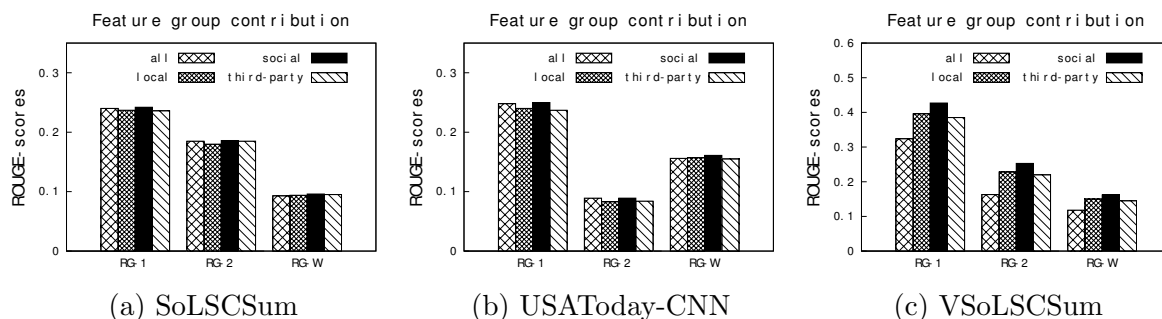 Feature group contribution
ROUGE-scores
0.3
0.2
0.1
0
all
social
local
third-party
RG-1
RG-2
RG-W
(a) SoLSCSum
Feature group contribution
ROUGE-scores
0.3
0.2
0.1
0
all
social
local
third-party
RG-1
RG-2
RG-W
(b) USAToday-CNN
Feature group contribution
ROUGE-scores
0.6
0.5
0.4
0.3
0.2
0.1
0
all
social
local
third-party
RG-1
RG-2
RG-W
(c) VSoLSCSum